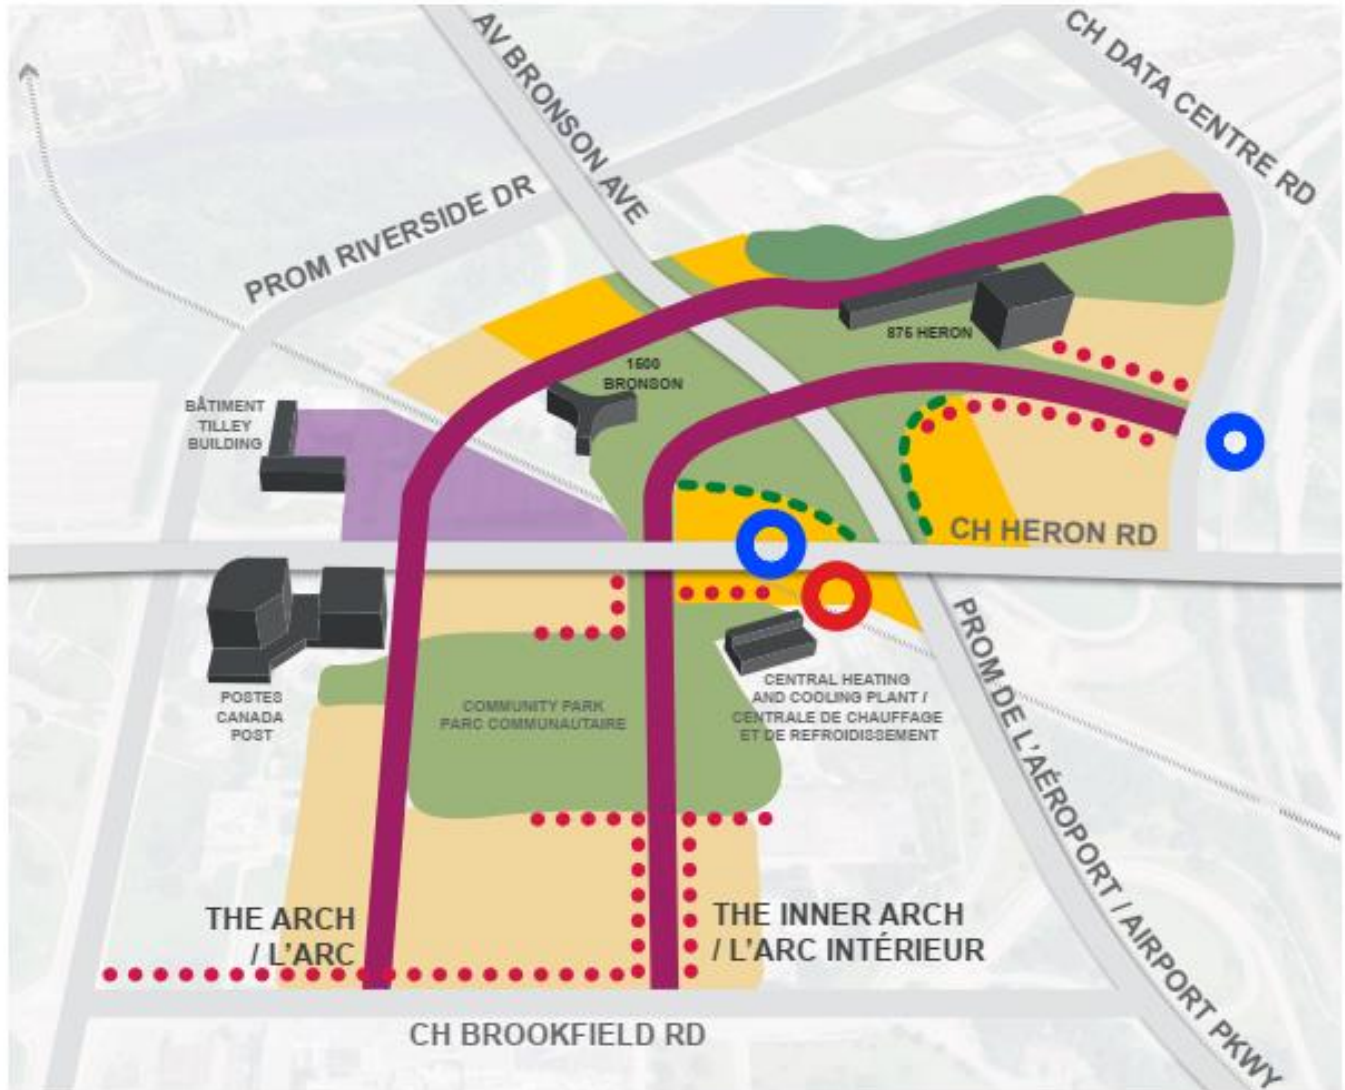 AV BRONSON AVE
CH DATA CENTRE RD
PROM RIVERSIDE DR
875 HERON
1500
BRONSON
BÂTIMENT
TILLEY
BUILDING
CH HERON RD
POSTES
CANADA
POST
COMMUNITY PARK
PARC COMMUNAUTAIRE
CENTRAL HEATING
AND COOLING PLANT /
CENTRALE DE CHAUFFAGE
ET DE REFROIDISSEMENT
PROM DE L'AÉROPORT / AIRPORT PKWY
THE ARCH
/ L'ARC
THE INNER ARCH
/ L'ARC INTÉRIEUR
CH BROOKFIELD RD